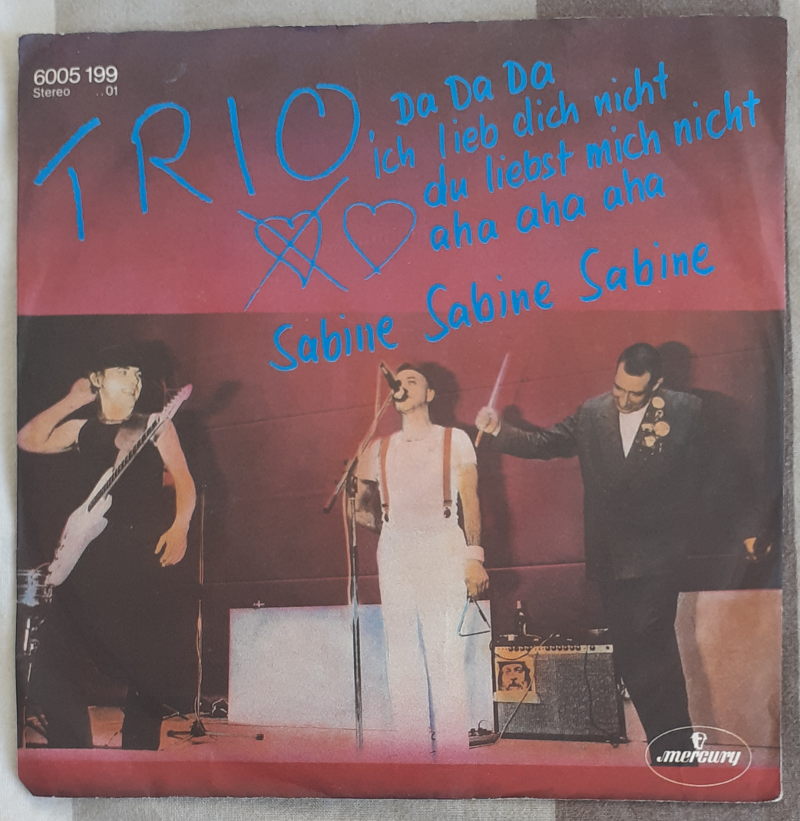 6005 199
Stereo ..01
TRIO, Da Da Da
ich lieb dich nicht
du liebst mich nicht
aha aha aha
Sabine Sabine Sabine
mercury